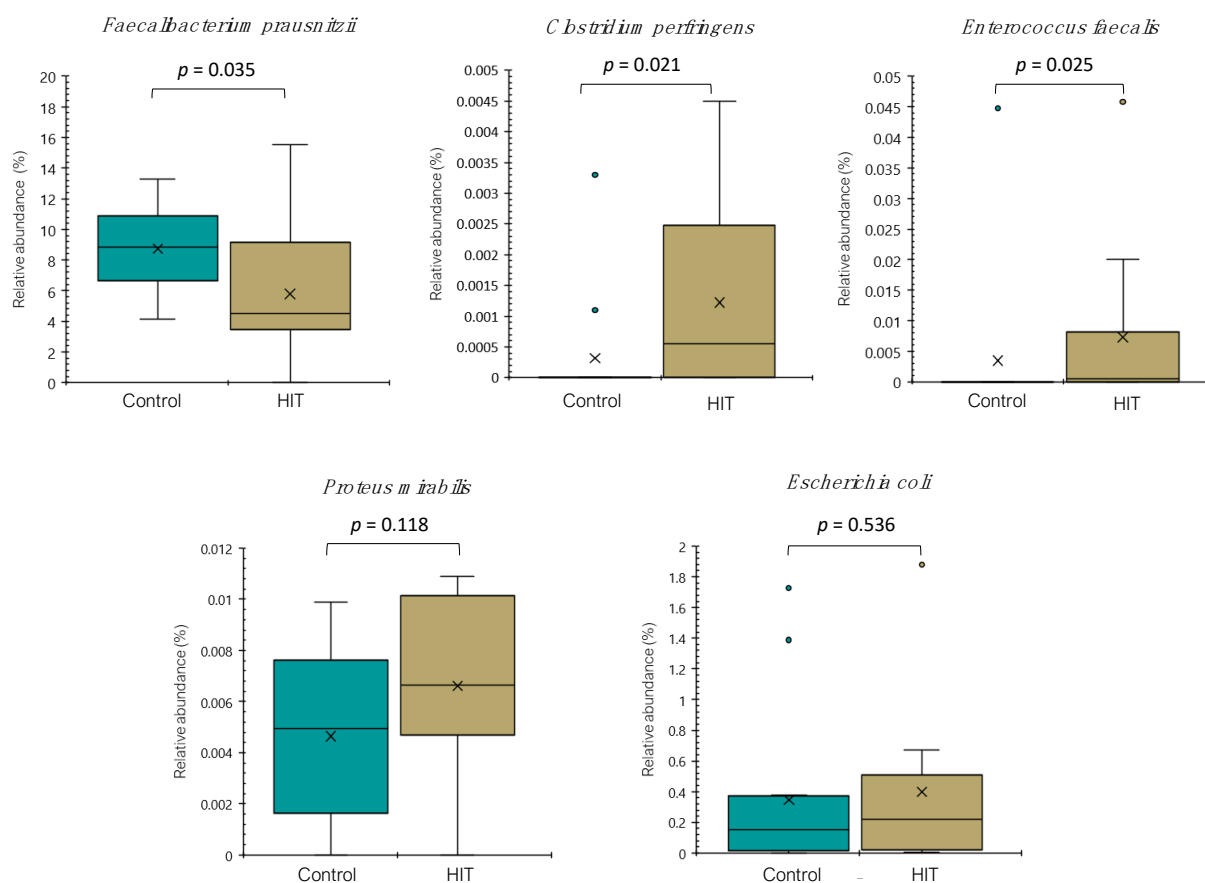 Faecalibacterium prausnitzii
p = 0.035
Relative abundance (%)
20
18
16
14
12
10
8
6
4
2
0
Control
HIT
Clostridium perfringens
p = 0.021
Relative abundance (%)
0.005
0.0045
0.004
0.0035
0.003
0.0025
0.002
0.0015
0.001
0.0005
0
Control
HIT
Enterococcus faecalis
p = 0.025
Relative abundance (%)
0.05
0.045
0.04
0.035
0.03
0.025
0.02
0.015
0.01
0.005
0
Control
HIT
Proteus mirabilis
p = 0.118
Relative abundance (%)
0.012
0.01
0.008
0.006
0.004
0.002
0
Control
HIT
Escherichia coli
p = 0.536
Relative abundance (%)
2
1.8
1.6
1.4
1.2
1
0.8
0.6
0.4
0.2
0
Control
HIT